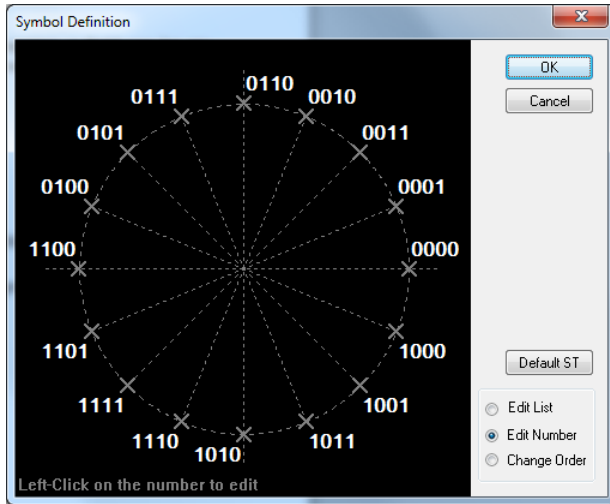 Symbol Definition
OK
Cancel
0110
0111
0010
0101
0011
0100
0001
1100
0000
1101
1000
1111
1001
1110
1010
1011
Default ST
Edit List
Edit Number
Change Order
Left-Click on the number to edit